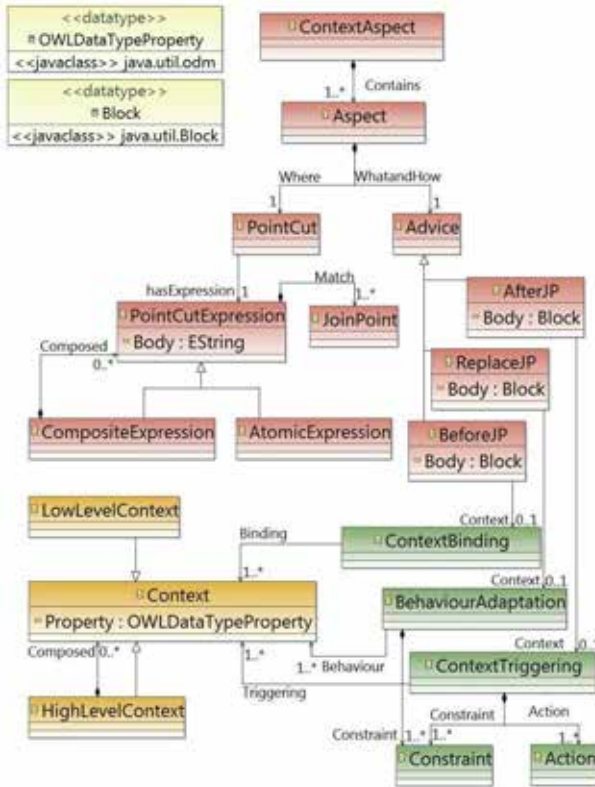 <<datatype>>
OWLDataTypeProperty
<<javaclass>> java.util.odm
<<datatype>>
Block
<<javaclass>> java.util.Block
ContextAspect
Contains
1..*
Aspect
Where
WhatandHow
1
1
PointCut
Advice
hasExpression
1
Match
1..*
AfterJP
Body : Block
PointCutExpression
Body : EString
JoinPoint
Composed
0..*
ReplaceJP
Body : Block
CompositeExpression
AtomicExpression
BeforeJP
Body : Block
LowLevelContext
Context
0..1
Binding
ContextBinding
1..*
Context
0..1
Context
Property : OWLDataTypeProperty
BehaviourAdaptation
Composed
0..*
1..*
1..*
Behaviour
Context
0..1
ContextTriggering
Triggering
HighLevelContext
Constraint
Action
Constraint
1..*
1..*
1..*
Constraint
Action